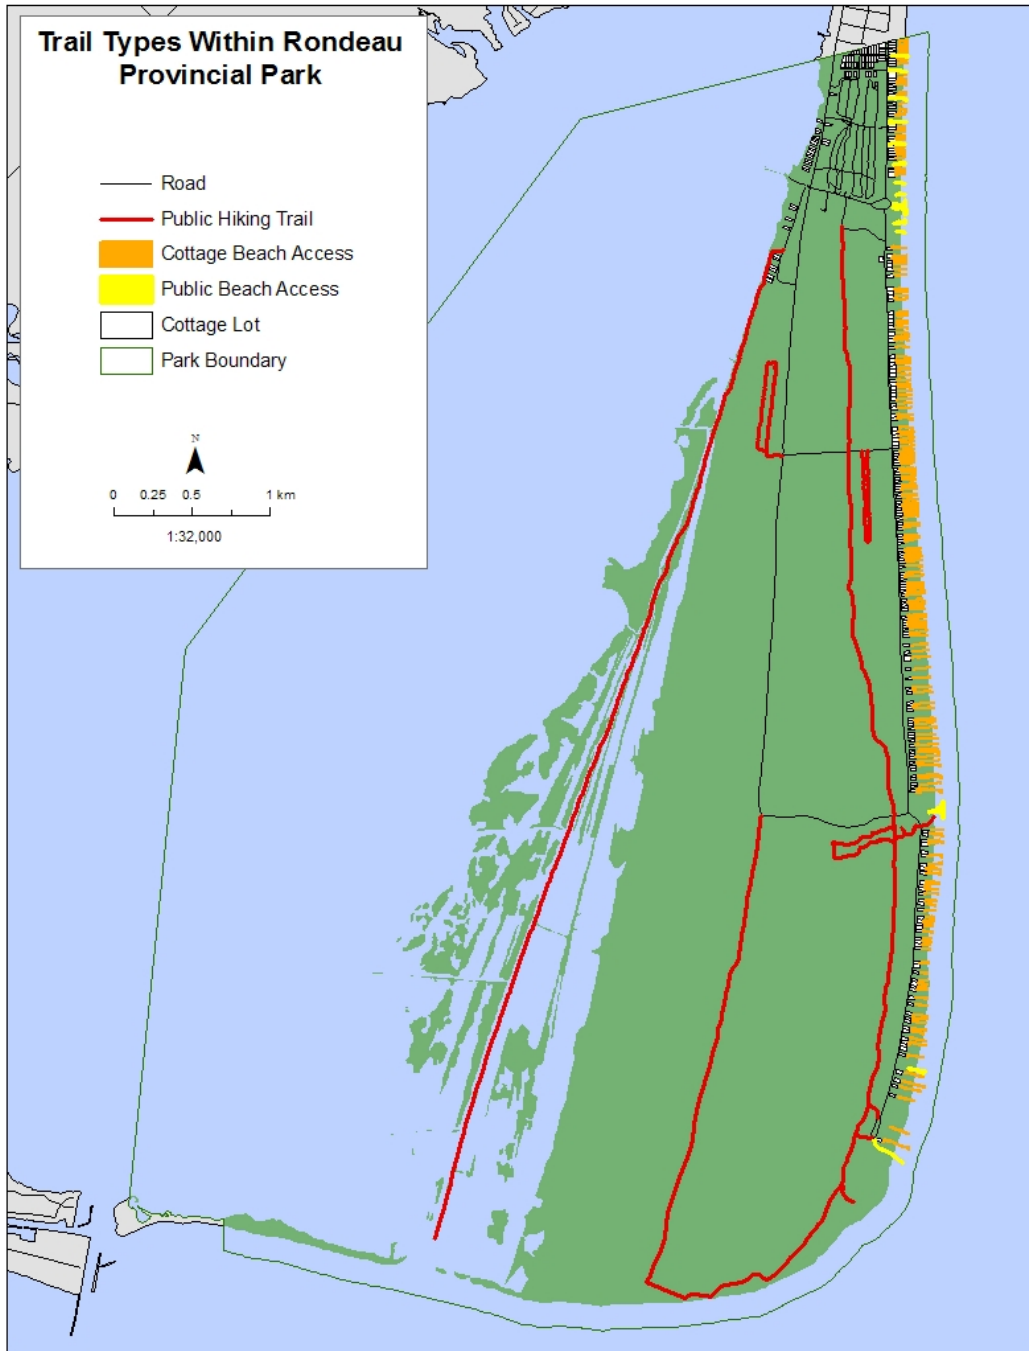 Trail Types Within Rondeau
Provincial Park
Road
Public Hiking Trail
Cottage Beach Access
Public Beach Access
Cottage Lot
Park Boundary
N
0 0.25 0.5 1 km
1:32,000